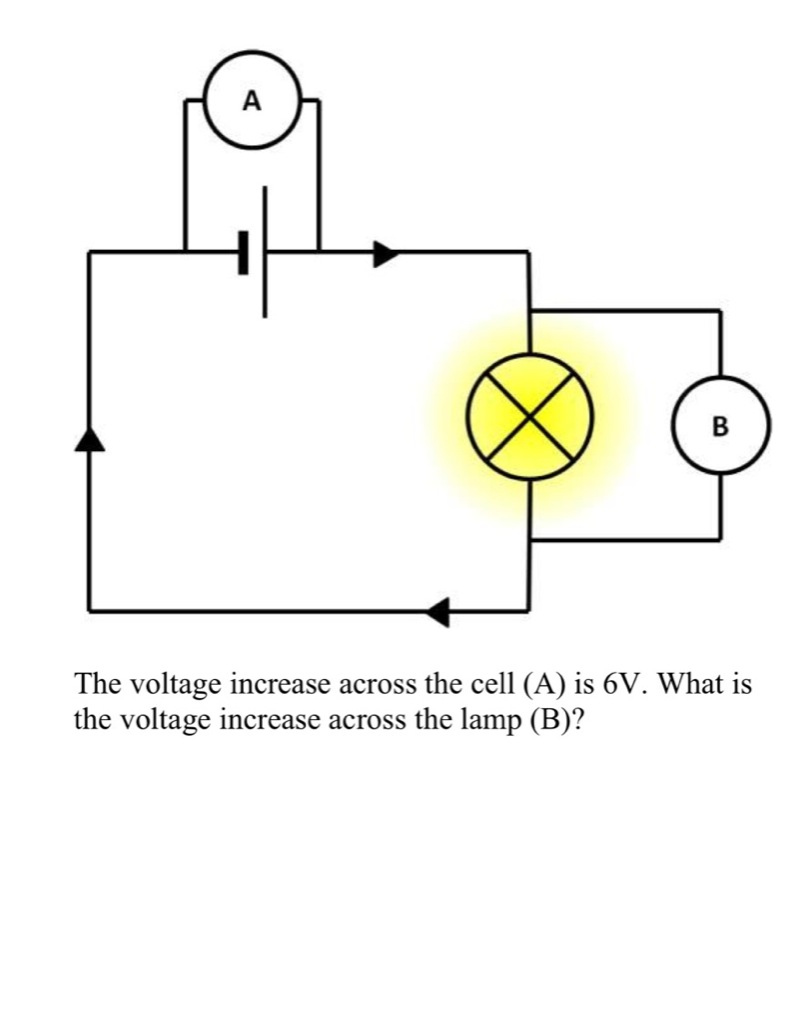 A
B
The voltage increase across the cell (A) is 6V. What is
the voltage increase across the lamp (B)?